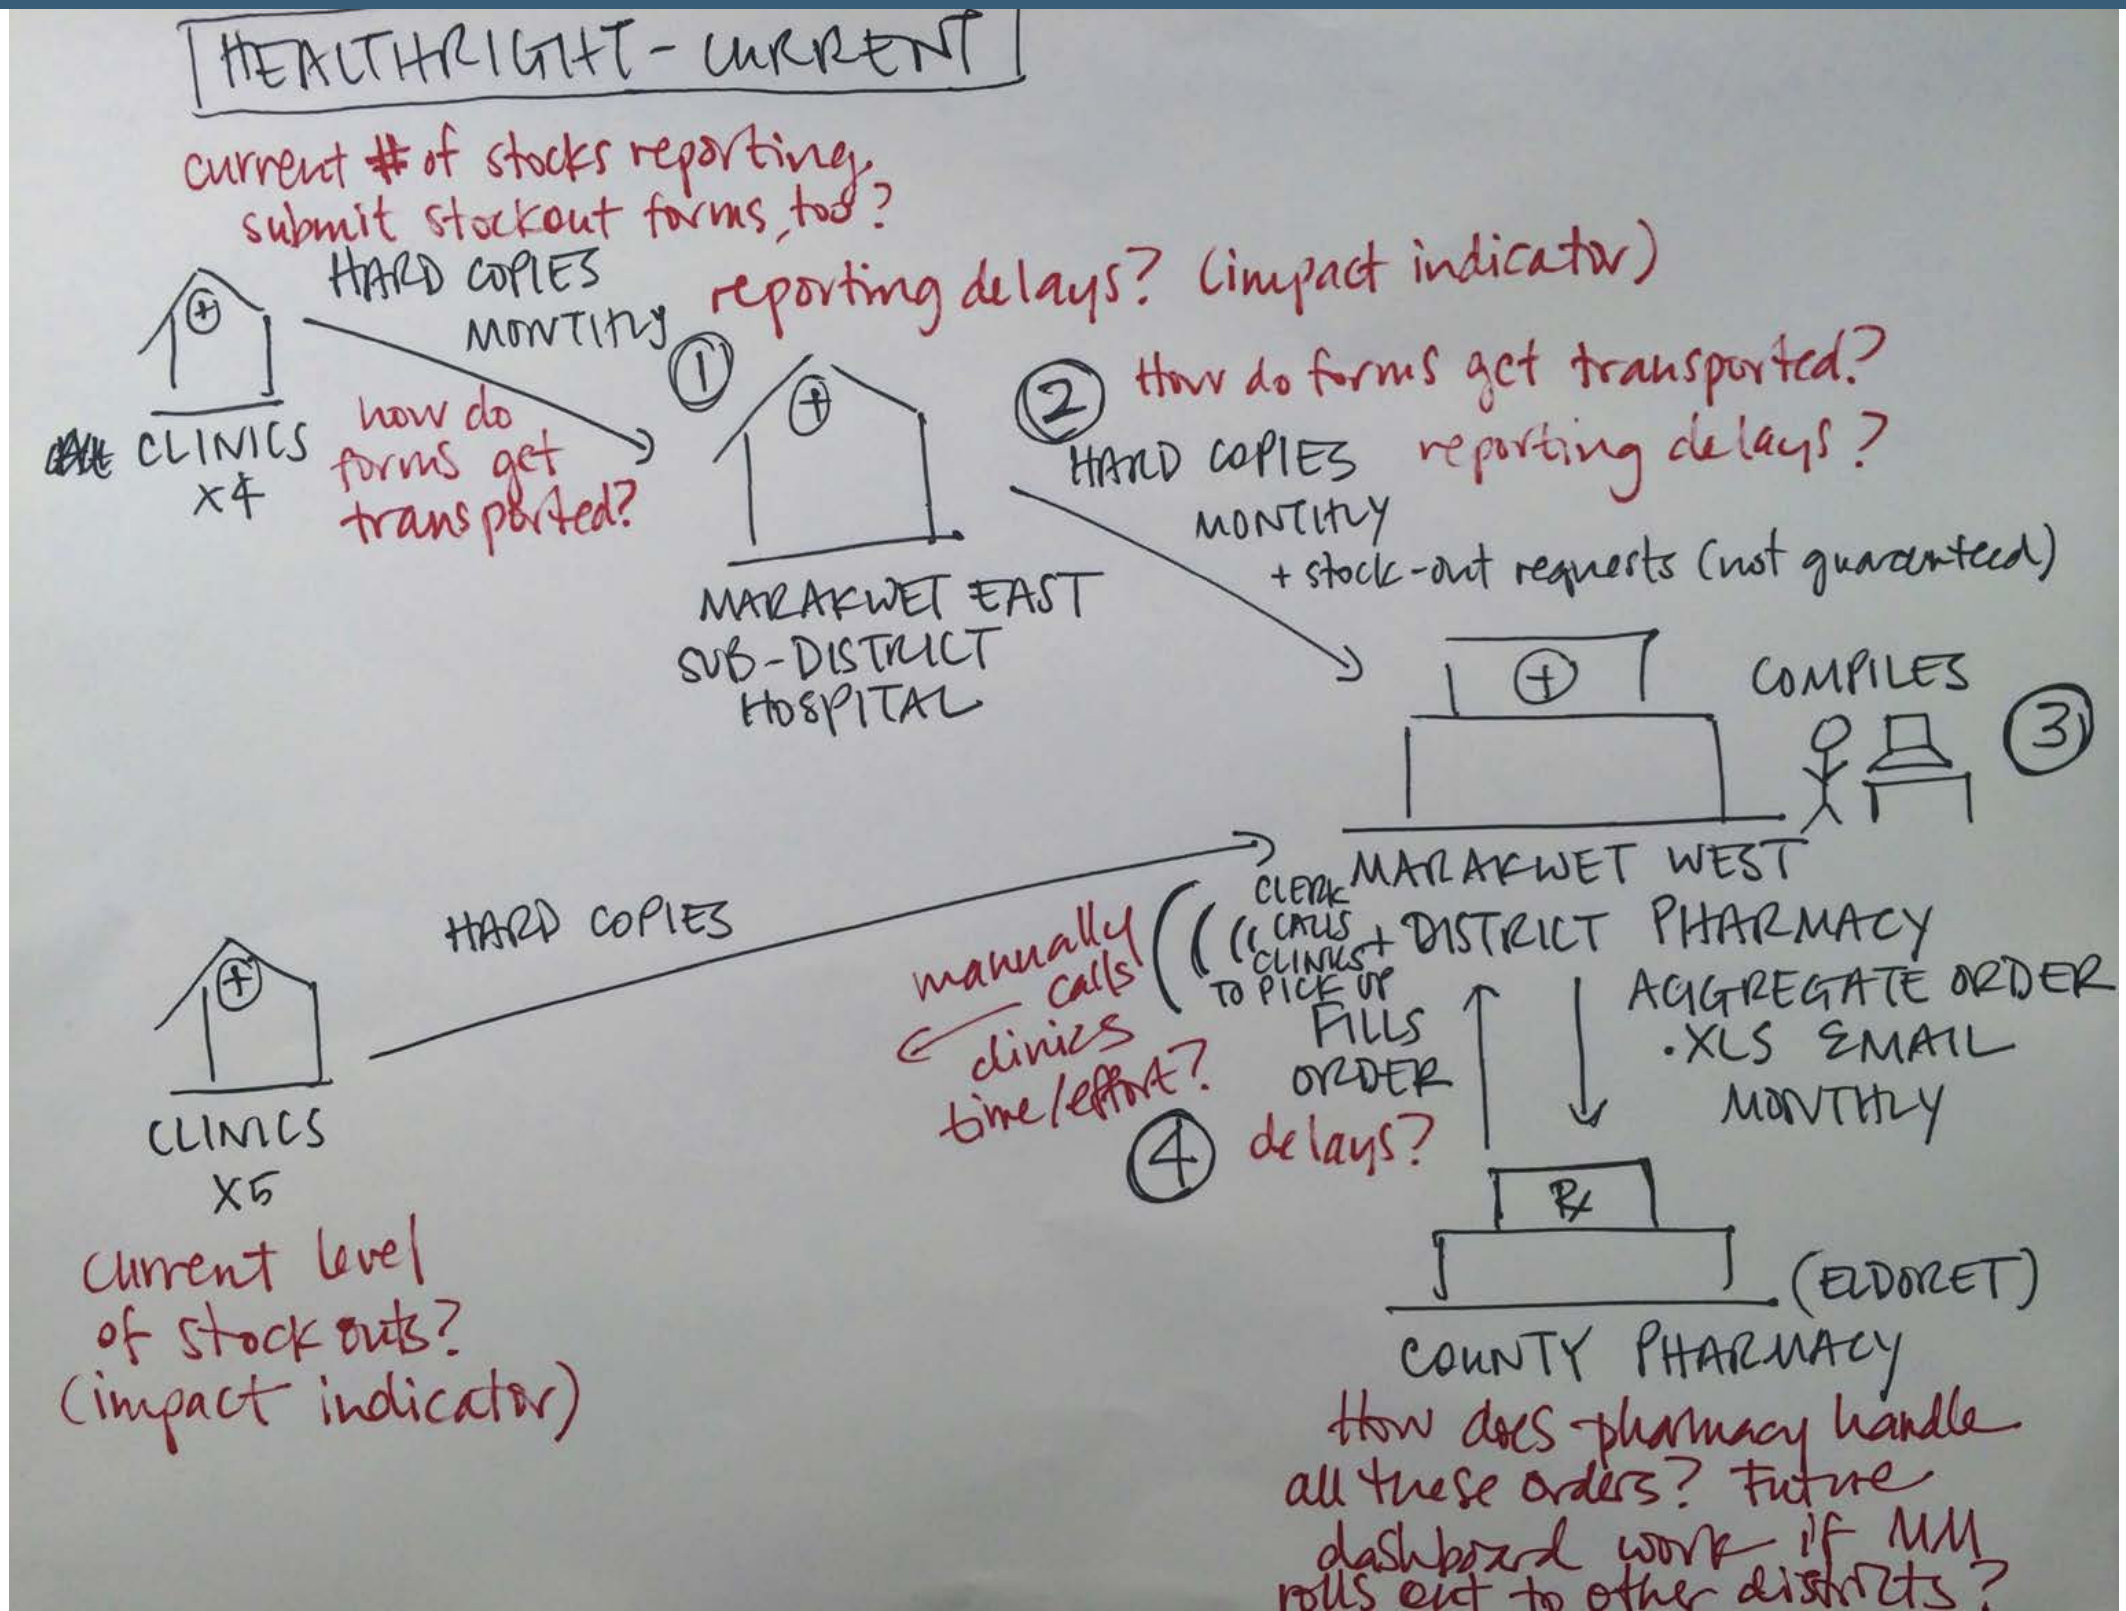 HEALTHRIGHT - CURRENT
current # of stocks reporting,
submit stockout forms, too?
HARD COPIES
MONTHLY
reporting delays? (impact indicator)
1
CLINICS
X4
how do
forms get
transported?
MARAKWET EAST
SUB-DISTRICT
HOSPITAL
2
How do forms get transported?
reporting delays?
HARD COPIES
MONTHLY
+ stock-out requests (not guaranteed)
COMPILES
3
MARAKWET WEST
DISTRICT PHARMACY
HARD COPIES
CLINICS
X5
current level
of stock outs?
(impact indicator)
manually
calls
clinics
time/effort?
CLERK
CALLS
CLINICS +
TO PICK UP
FILLS
ORDER
4
delays?
AGGREGATE ORDER
.XLS EMAIL
MONTHLY
Rx
(ELDORET)
COUNTY PHARMACY
How does pharmacy handle
all these orders? Future
dashboard work if MM
rolls out to other districts?